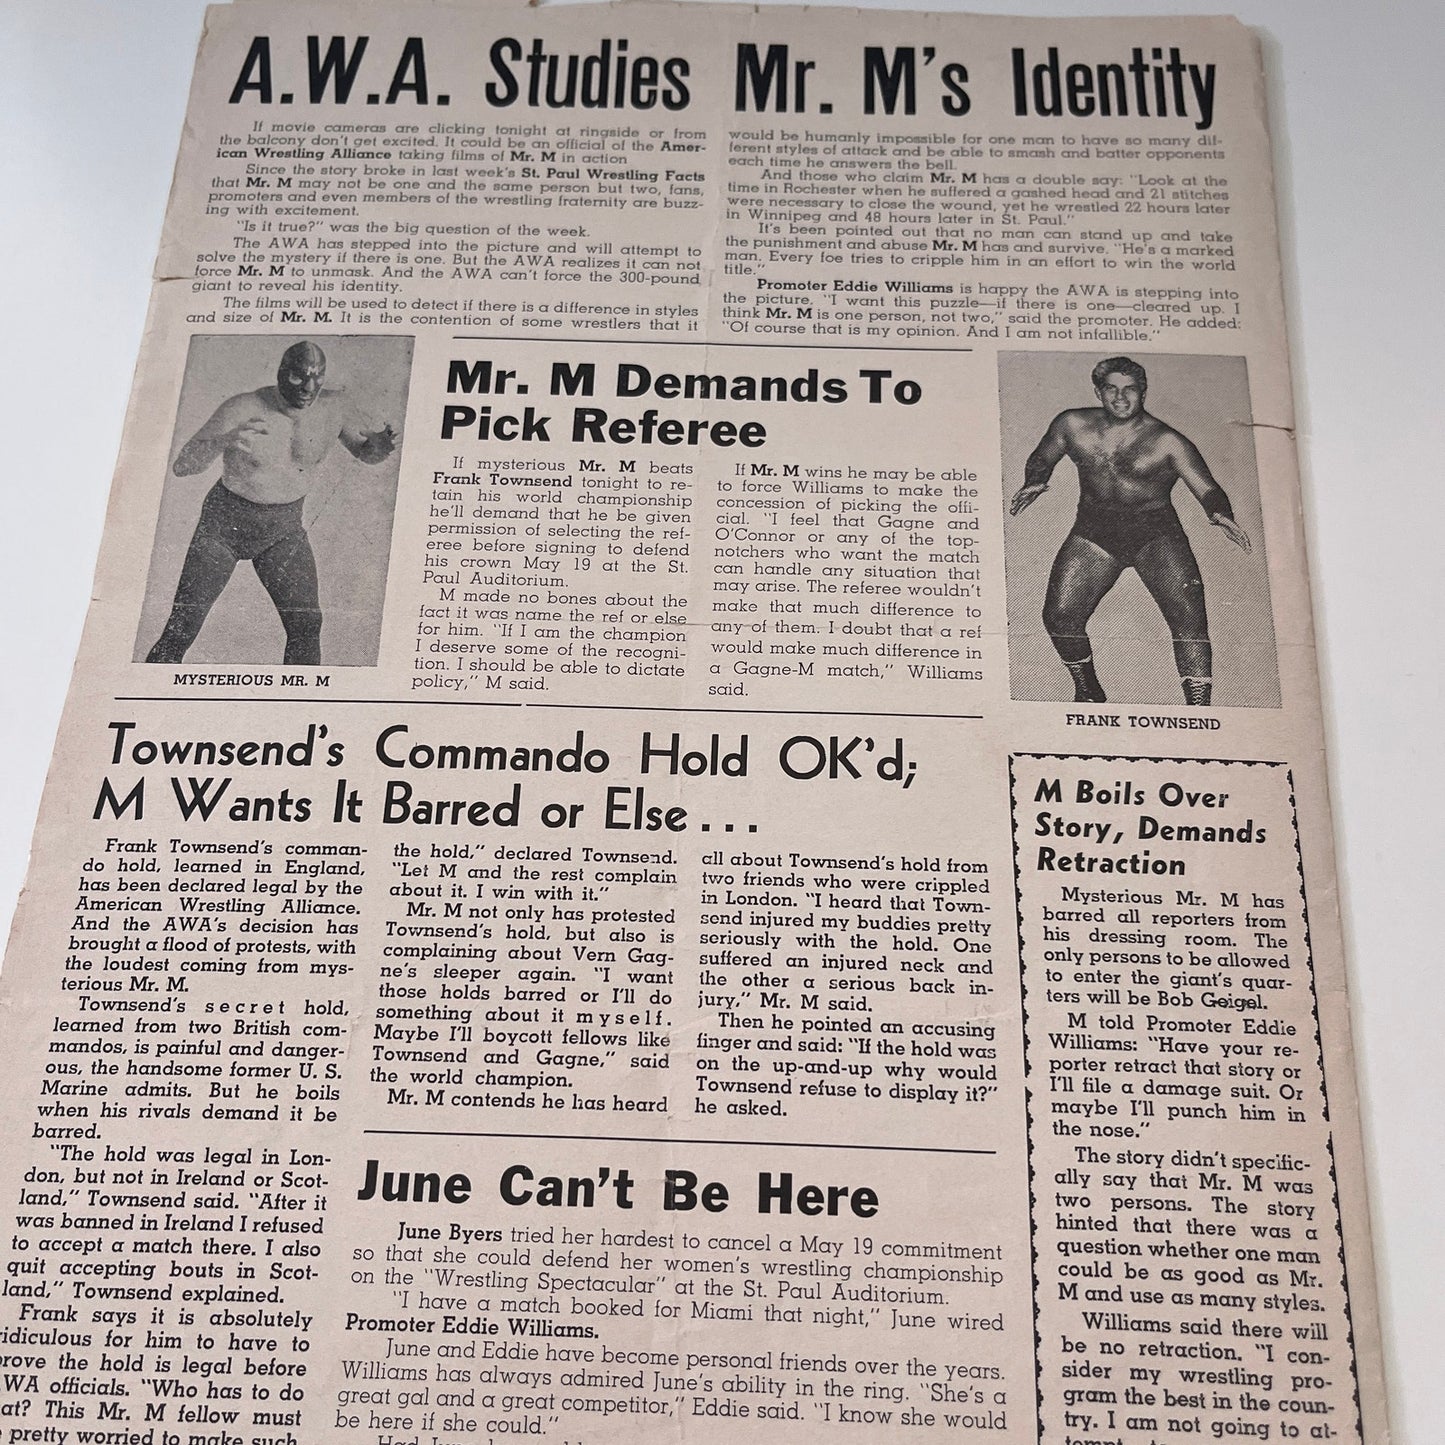 A.W.A. Studies Mr. M's Identity
If movie cameras are clicking tonight at ringside or from
the balcony don't get excited. It could be an official of the Amer-
ican Wrestling Alliance taking films of Mr. M in action
Since the story broke in last week's St. Paul Wrestling Facts
that Mr. M may not be one and the same person but two, fans,
promoters and even members of the wrestling fraternity are buzz-
ing with excitement.
"Is it true?" was the big question of the week.
The AWA has stepped into the picture and will attempt to
solve the mystery if there is one. But the AWA realizes it can not
force Mr. M to unmask. And the AWA can't force the 300-pound
giant to reveal his identity.
The films will be used to detect if there is a difference in styles
and size of Mr. M. It is the contention of some wrestlers that it
would be humanly impossible for one man to have so many dif-
ferent styles of attack and be able to smash and batter opponents
each time he answers the bell.
And those who claim Mr. M has a double say: "Look at the
time in Rochester when he suffered a gashed head and 21 stitches
were necessary to close the wound, yet he wrestled 22 hours later
in Winnipeg and 48 hours later in St. Paul."
It's been pointed out that no man can stand up and take
the punishment and abuse Mr. M has and survive. "He's a marked
man. Every foe tries to cripple him in an effort to win the world
title."
Promoter Eddie Williams is happy the AWA is stepping into
the picture. "I want this puzzle—if there is one—cleared up. I
think Mr. M is one person, not two," said the promoter. He added:
"Of course that is my opinion. And I am not infallible."
MYSTERIOUS MR. M
Mr. M Demands To
Pick Referee
If mysterious Mr. M beats
Frank Townsend tonight to re-
tain his world championship
he'll demand that he be given
permission of selecting the ref-
eree before signing to defend
his crown May 19 at the St.
Paul Auditorium.
M made no bones about the
fact it was name the ref or else
for him. "If I am the champion
I deserve some of the recogni-
tion. I should be able to dictate
policy," M said.
If Mr. M wins he may be able
to force Williams to make the
concession of picking the offi-
cial. "I feel that Gagne and
O'Connor or any of the top-
notchers who want the match
can handle any situation that
may arise. The referee wouldn't
make that much difference to
any of them. I doubt that a ref
would make much difference in
a Gagne-M match," Williams
said.
FRANK TOWNSEND
Townsend's Commando Hold OK'd;
M Wants It Barred or Else . . .
Frank Townsend's comman-
do hold, learned in England,
has been declared legal by the
American Wrestling Alliance.
And the AWA's decision has
brought a flood of protests, with
the loudest coming from mys-
terious Mr. M.
Townsend's secret hold,
learned from two British com-
mandos, is painful and danger-
ous, the handsome former U. S.
Marine admits. But he boils
when his rivals demand it be
barred.
"The hold was legal in Lon-
don, but not in Ireland or Scot-
land," Townsend said. "After it
was banned in Ireland I refused
to accept a match there. I also
quit accepting bouts in Scot-
land," Townsend explained.
Frank says it is absolutely
ridiculous for him to have to
prove the hold is legal before
WA officials. "Who has to do
at? This Mr. M fellow must
pretty worried to make such
the hold," declared Townsend.
"Let M and the rest complain
about it. I win with it."
Mr. M not only has protested
Townsend's hold, but also is
complaining about Vern Gag-
ne's sleeper again. "I want
those holds barred or I'll do
something about it myself.
Maybe I'll boycott fellows like
Townsend and Gagne," said
the world champion.
Mr. M contends he has heard
all about Townsend's hold from
two friends who were crippled
in London. "I heard that Town-
send injured my buddies pretty
seriously with the hold. One
suffered an injured neck and
the other a serious back in-
jury," Mr. M said.
Then he pointed an accusing
finger and said: "If the hold was
on the up-and-up why would
Townsend refuse to display it?"
he asked.
June Can't Be Here
June Byers tried her hardest to cancel a May 19 commitment
so that she could defend her women's wrestling championship
on the "Wrestling Spectacular" at the St. Paul Auditorium.
"I have a match booked for Miami that night," June wired
Promoter Eddie Williams.
June and Eddie have become personal friends over the years.
Williams has always admired June's ability in the ring. "She's a
great gal and a great competitor," Eddie said. "I know she would
be here if she could."
M Boils Over
Story, Demands
Retraction
Mysterious Mr. M has
barred all reporters from
his dressing room. The
only persons to be allowed
to enter the giant's quar-
ters will be Bob Geigel.
M told Promoter Eddie
Williams: "Have your re-
porter retract that story or
I'll file a damage suit. Or
maybe I'll punch him in
the nose."
The story didn't specific-
ally say that Mr. M was
two persons. The story
hinted that there was a
question whether one man
could be as good as Mr.
M and use as many styles.
Williams said there will
be no retraction. "I con-
sider my wrestling pro-
gram the best in the coun-
try. I am not going to at-